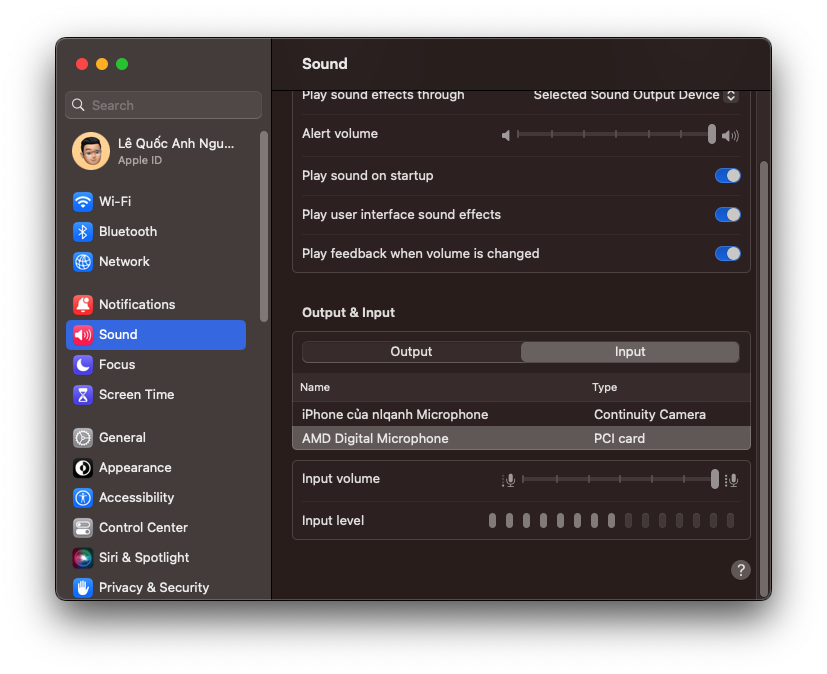 Sound
Search
Lê Quốc Anh Ngu...
Apple ID
Wi-Fi
Bluetooth
Network
Notifications
Sound
Focus
Screen Time
General
Appearance
Accessibility
Control Center
Siri & Spotlight
Privacy & Security
Play sound effects through Selected Sound Output Device
Alert volume
Play sound on startup
Play user interface sound effects
Play feedback when volume is changed
Output & Input
Output Input
Name Type
iPhone của nlqanh Microphone Continuity Camera
AMD Digital Microphone PCI card
Input volume
Input level
?